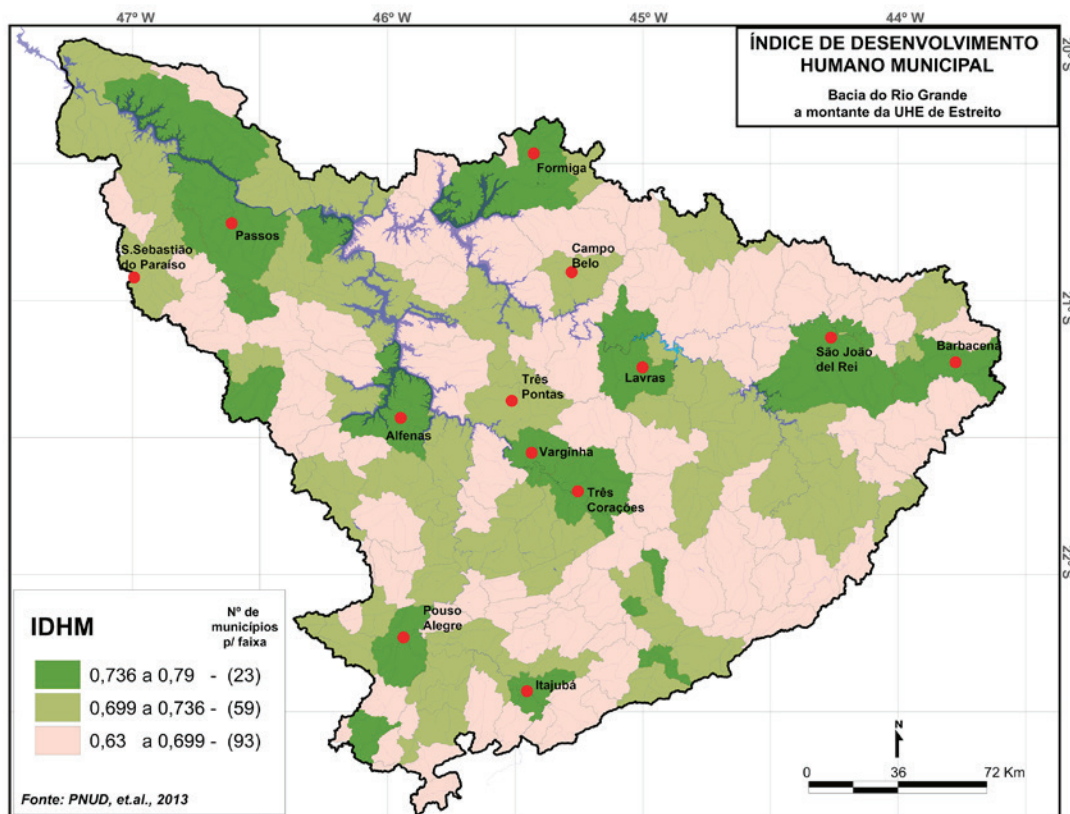 47º W
46º W
45º W
44º W
ÍNDICE DE DESENVOLVIMENTO
HUMANO MUNICIPAL
Bacia do Rio Grande
a montante da UHE de Estreito
20ºS
21ºS
22ºS
Formiga
Passos
S.Sebastião
do Paraíso
Campo
Belo
São João
del Rei
Barbacena
Lavras
Três
Pontas
Alfenas
Varginha
Três
Corações
Pouso
Alegre
Itajubá
IDHM
Nº de
municípios
p/ faixa
0,736 a 0,79 - (23)
0,699 a 0,736 - (59)
0,63 a 0,699 - (93)
Fonte: PNUD, et.al., 2013
N
0 36 72 Km